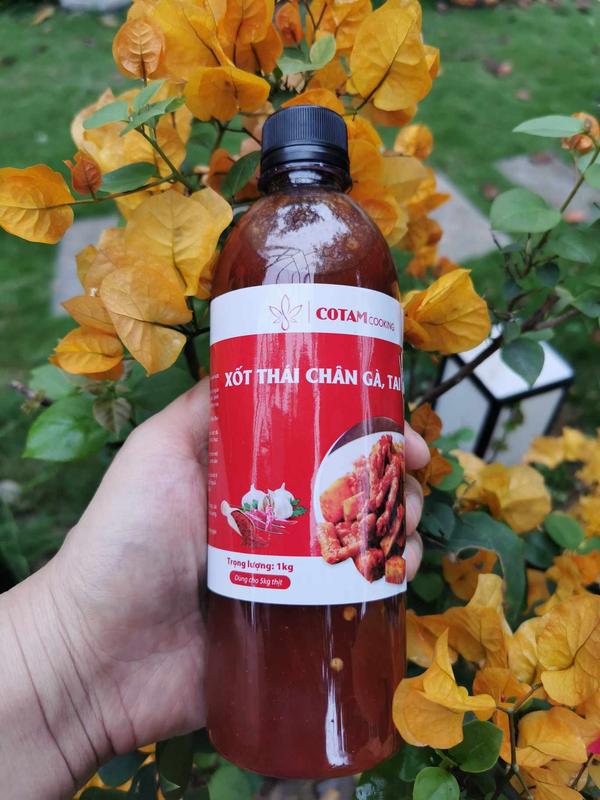 COTAM COOKING
XỐT THÁI CHÂN GÀ, TAI
Trọng lượng: 1kg
Dùng cho 5kg thịt